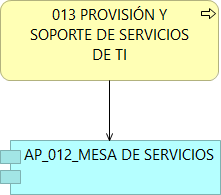 013 PROVISIÓN Y
SOPORTE DE SERVICIOS
DE TI
AP_012_MESA DE SERVICIOS